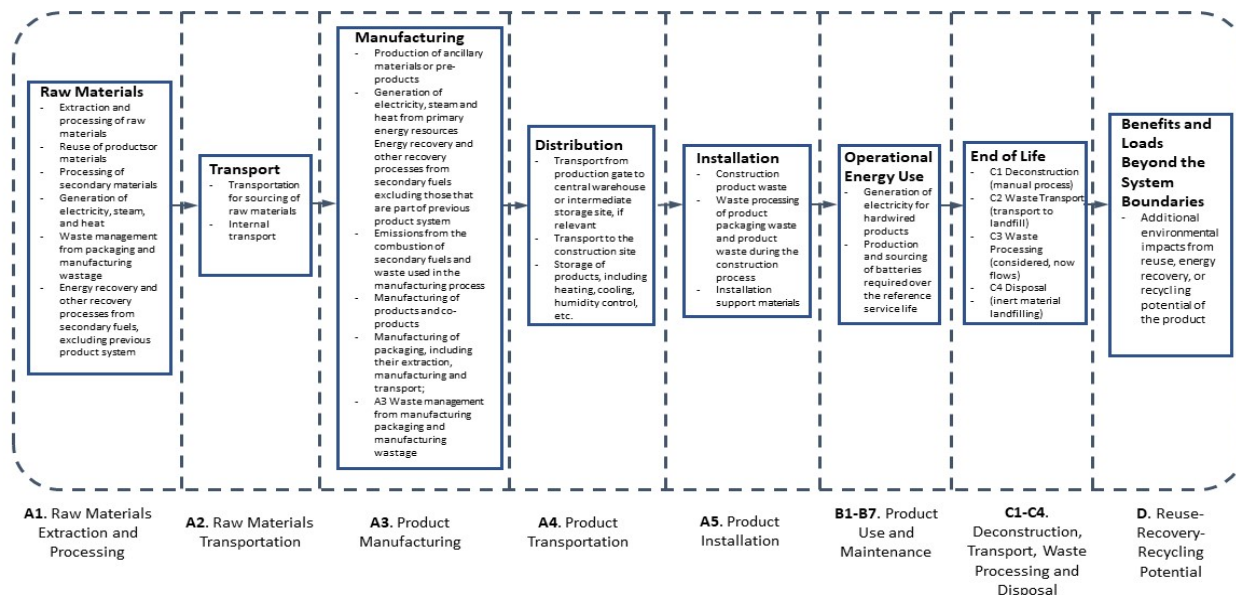 Raw Materials
- Extraction and
processing of raw
materials
- Reuse of productsor
materials
- Processing of
secondary materials
- Generation of
electricity, steam,
and heat
- Waste management
from packaging and
manufacturing
wastage
- Energy recovery and
other recovery
processes from
secondary fuels,
excluding previous
product system
Transport
- Transportation
for sourcing of
raw materials
- Internal
transport
Manufacturing
- Production of ancillary
materials or pre-
products
- Generation of
electricity, steam and
heat from primary
energy resources
Energy recovery and
other recovery
processes from
secondary fuels
excluding those that
are part of previous
product system
- Emissions from the
combustion of
secondary fuels and
waste used in the
manufacturing process
- Manufacturing of
products and co-
products
- Manufacturing of
packaging, including
their extraction,
manufacturing and
transport;
- A3 Waste management
from manufacturing
packaging and
manufacturing
wastage
Distribution
- Transport from
production gate to
central warehouse
or intermediate
storage site, if
relevant
- Transport to the
construction site
- Storage of
products, including
heating, cooling,
humidity control,
etc.
Installation
- Construction
product waste
- Waste processing
of product
packaging waste
and product
waste during the
construction
process
- Installation
support materials
Operational
Energy Use
- Generation of
electricity for
hardwired
products
- Production
and sourcing
of batteries
required over
the reference
service life
End of Life
- C1 Deconstruction
(manual process)
- C2 Waste Transport
(transport to
landfill)
- C3 Waste
Processing
(considered, now
flows)
- C4 Disposal
- (inert material
landfilling)
Benefits and
Loads
Beyond the
System
Boundaries
- Additional
environmental
impacts from
reuse, energy
recovery, or
recycling
potential of
the product
A1. Raw Materials
Extraction and
Processing
A2. Raw Materials
Transportation
A3. Product
Manufacturing
A4. Product
Transportation
A5. Product
Installation
B1-B7. Product
Use and
Maintenance
C1-C4.
Deconstruction,
Transport, Waste
Processing and
Disposal
D. Reuse-
Recovery-
Recycling
Potential